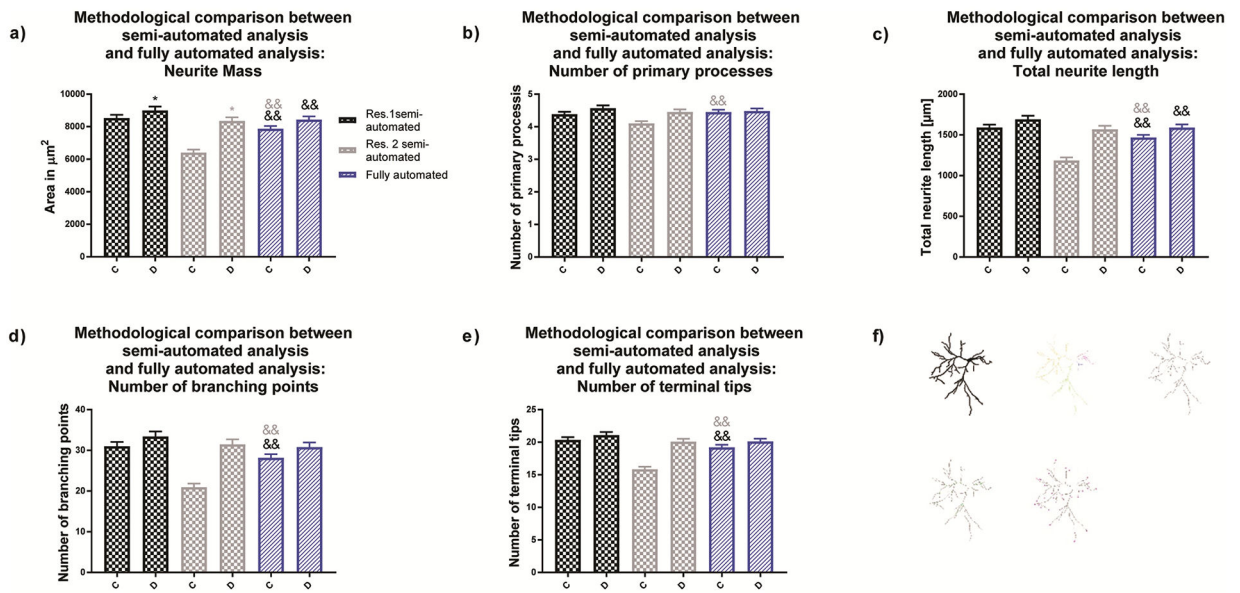 a)
Methodological comparison between
semi-automated analysis
and fully automated analysis:
Neurite Mass
Area in µm2
10000
8000
6000
4000
2000
0
*
*
&&
&&
&&
C
D
C
D
C
D
Res.1semi-
automated
Res. 2 semi-
automated
Fully automated
b)
Methodological comparison between
semi-automated analysis
and fully automated analysis:
Number of primary processes
Number of primary processis
5
4
3
2
1
0
&&
C
D
C
D
C
D
c)
Methodological comparison between
semi-automated analysis
and fully automated analysis:
Total neurite length
Total neurite length [µm]
2000
1500
1000
500
0
&&
&&
&&
C
D
C
D
C
D
d)
Methodological comparison between
semi-automated analysis
and fully automated analysis:
Number of branching points
Number of branching points
40
30
20
10
0
&&
&&
C
D
C
D
C
D
e)
Methodological comparison between
semi-automated analysis
and fully automated analysis:
Number of terminal tips
Number of terminal tips
25
20
15
10
5
0
&&
&&
C
D
C
D
C
D
f)